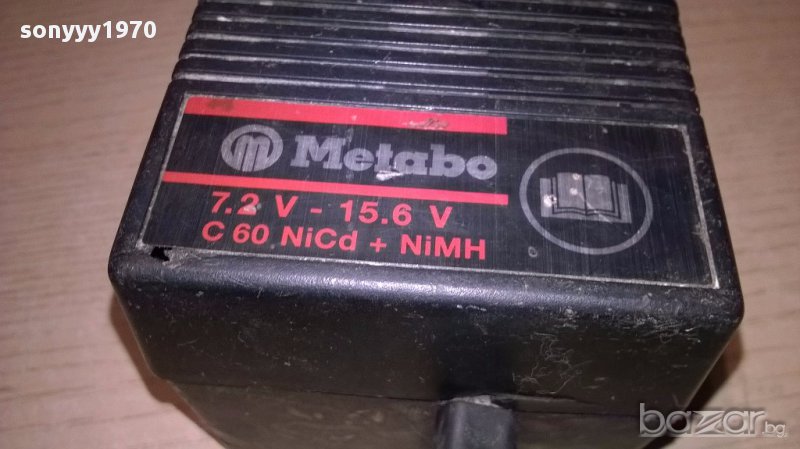 sonyyy1970
Metabo
7.2 V - 15.6 V
C 60 NiCd + NiMH
bazar.bg